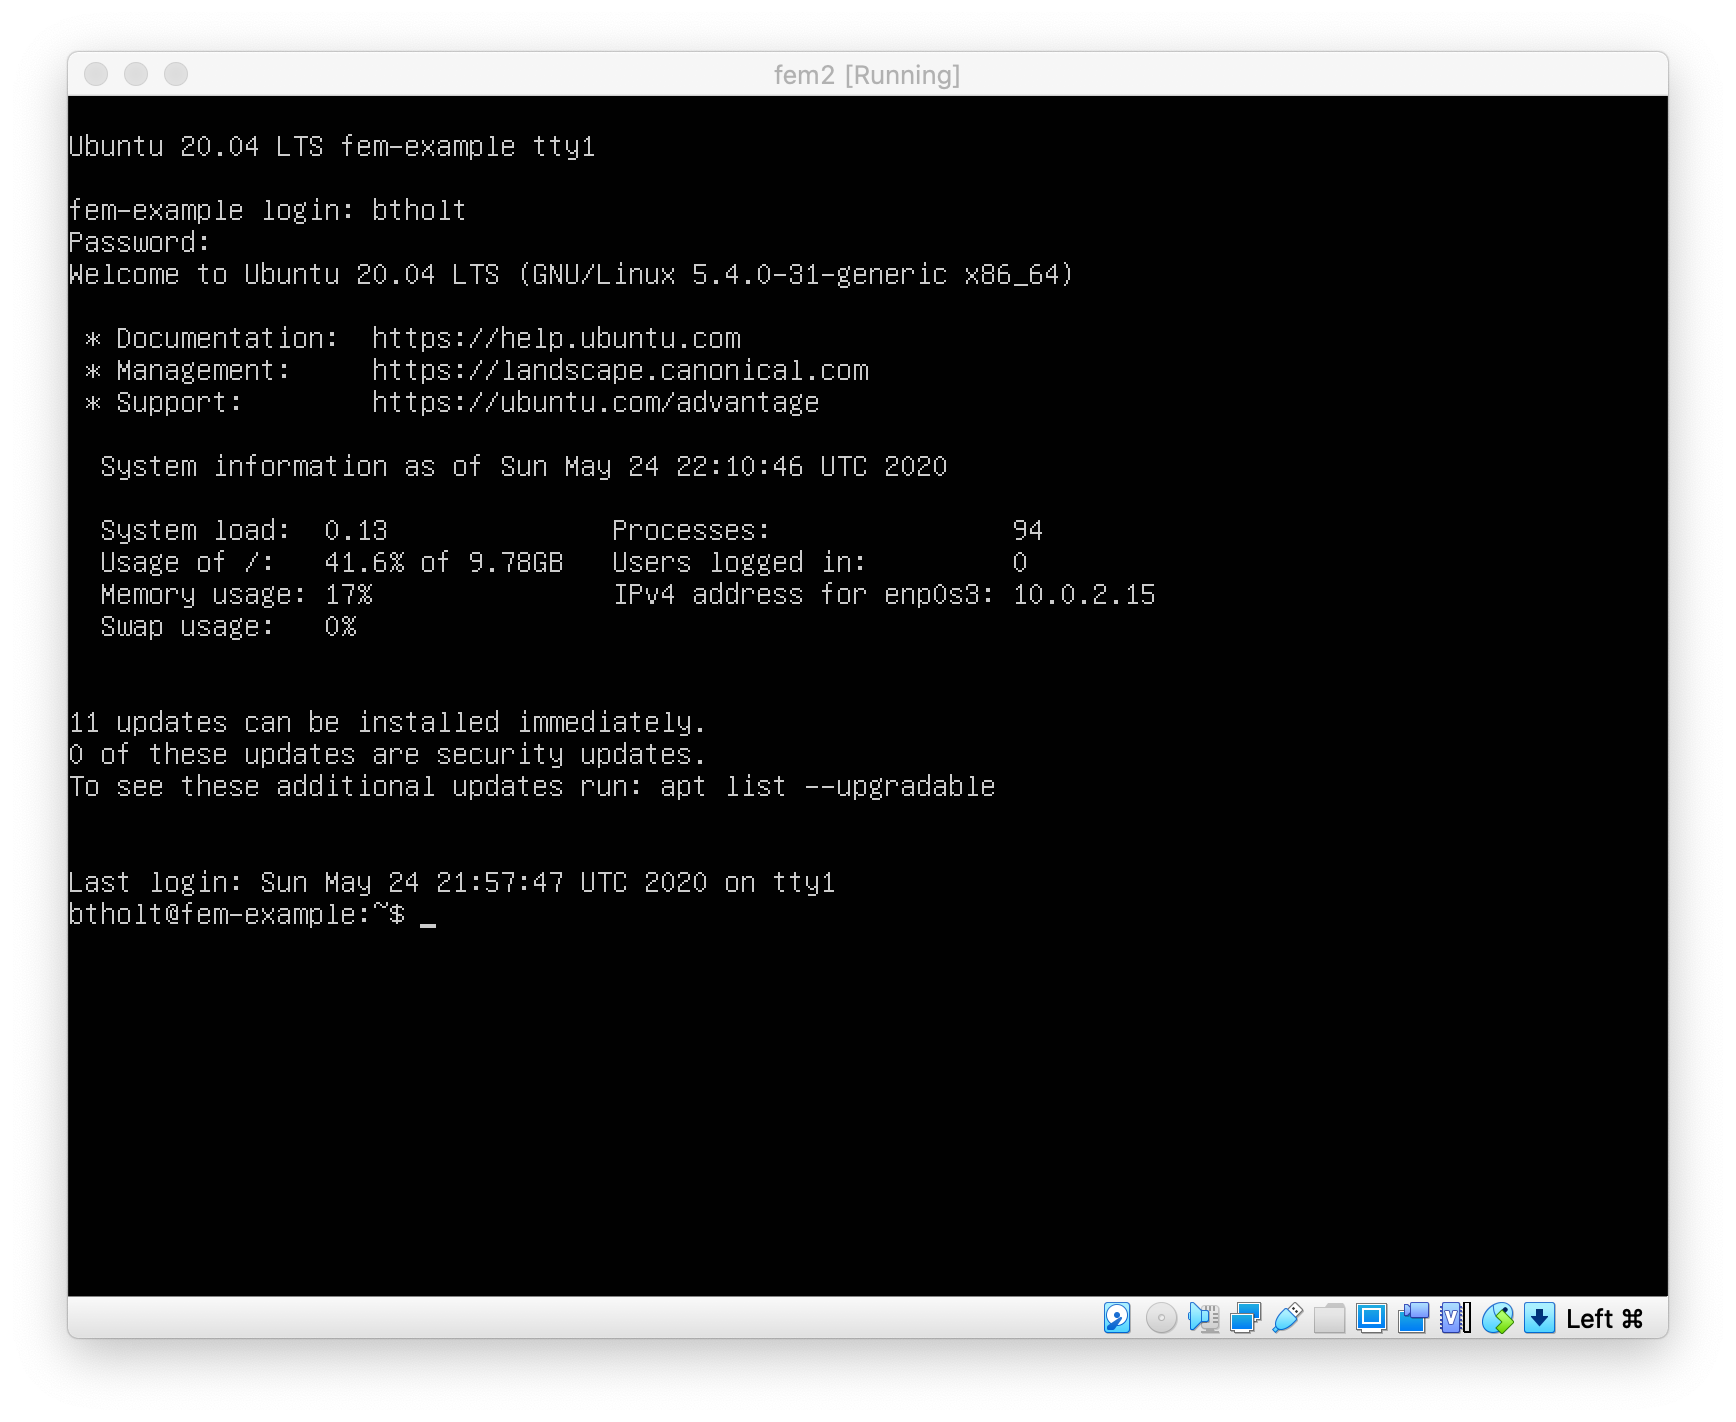 fem2 [Running]
Ubuntu 20.04 LTS fem-example tty1
fem-example login: btholt
Password:
Welcome to Ubuntu 20.04 LTS (GNU/Linux 5.4.0-31-generic x86_64)
* Documentation:  https://help.ubuntu.com
* Management:     https://landscape.canonical.com
* Support:        https://ubuntu.com/advantage
System information as of Sun May 24 22:10:46 UTC 2020
System load:  0.13              Processes:               94
Usage of /:   41.6% of 9.78GB   Users logged in:         0
Memory usage: 17%               IPv4 address for enp0s3: 10.0.2.15
Swap usage:   0%
11 updates can be installed immediately.
0 of these updates are security updates.
To see these additional updates run: apt list --upgradable
Last login: Sun May 24 21:57:47 UTC 2020 on tty1
btholt@fem-example:~$ _
Left ⌘